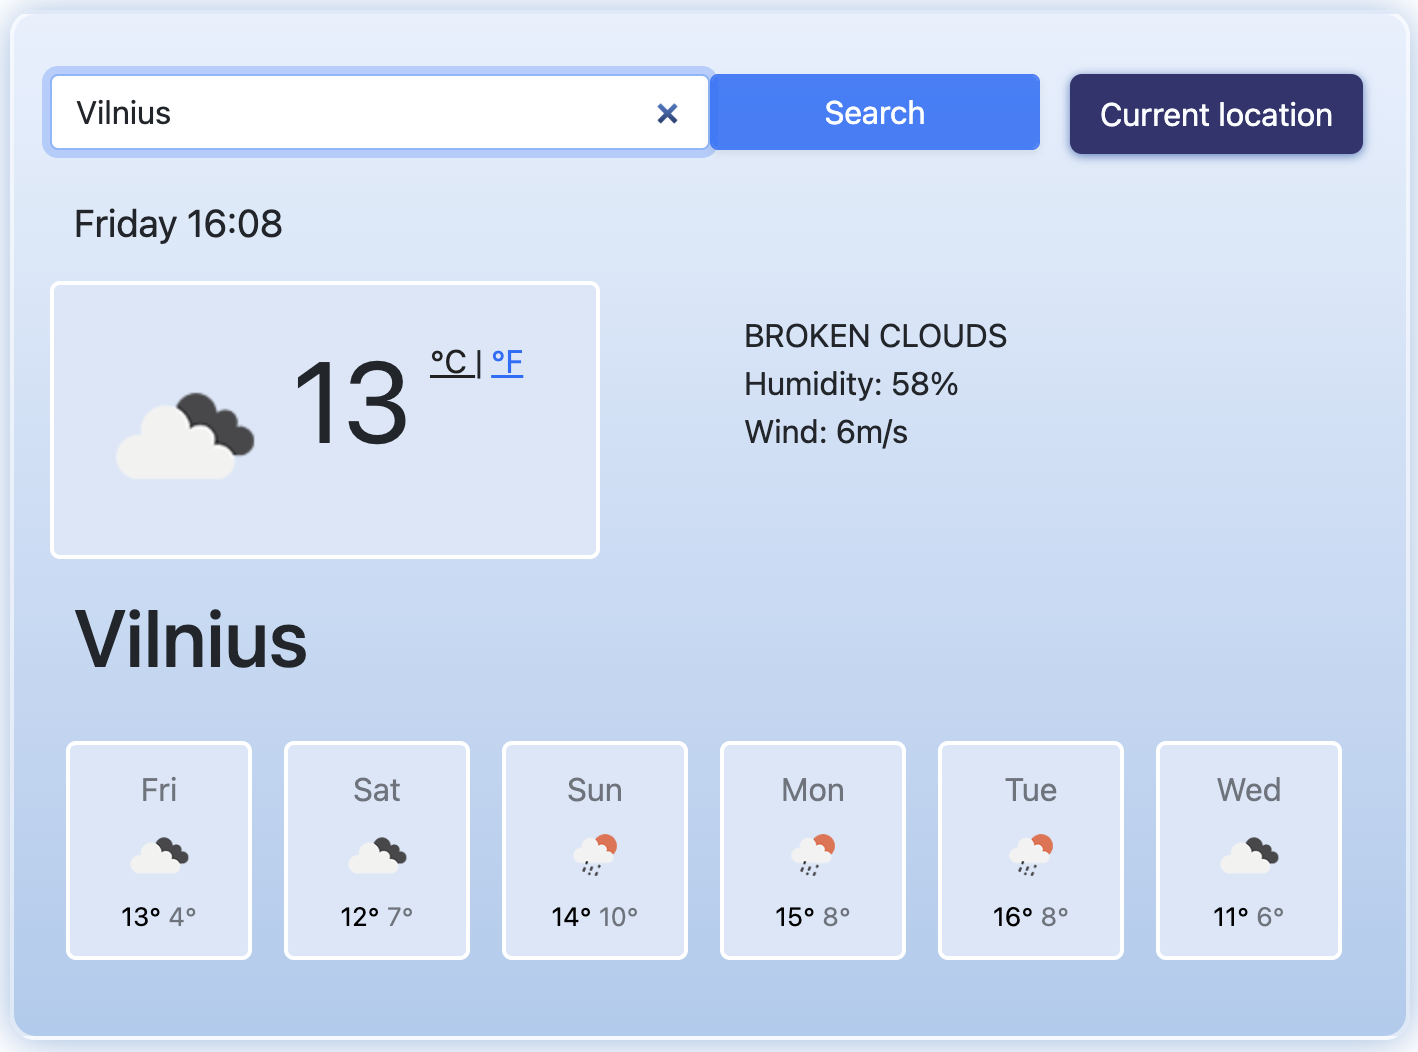 Vilnius
Search
Current location
Friday 16:08
13 °C | °F
BROKEN CLOUDS
Humidity: 58%
Wind: 6m/s
Vilnius
Fri
13° 4°
Sat
12° 7°
Sun
14° 10°
Mon
15° 8°
Tue
16° 8°
Wed
11° 6°